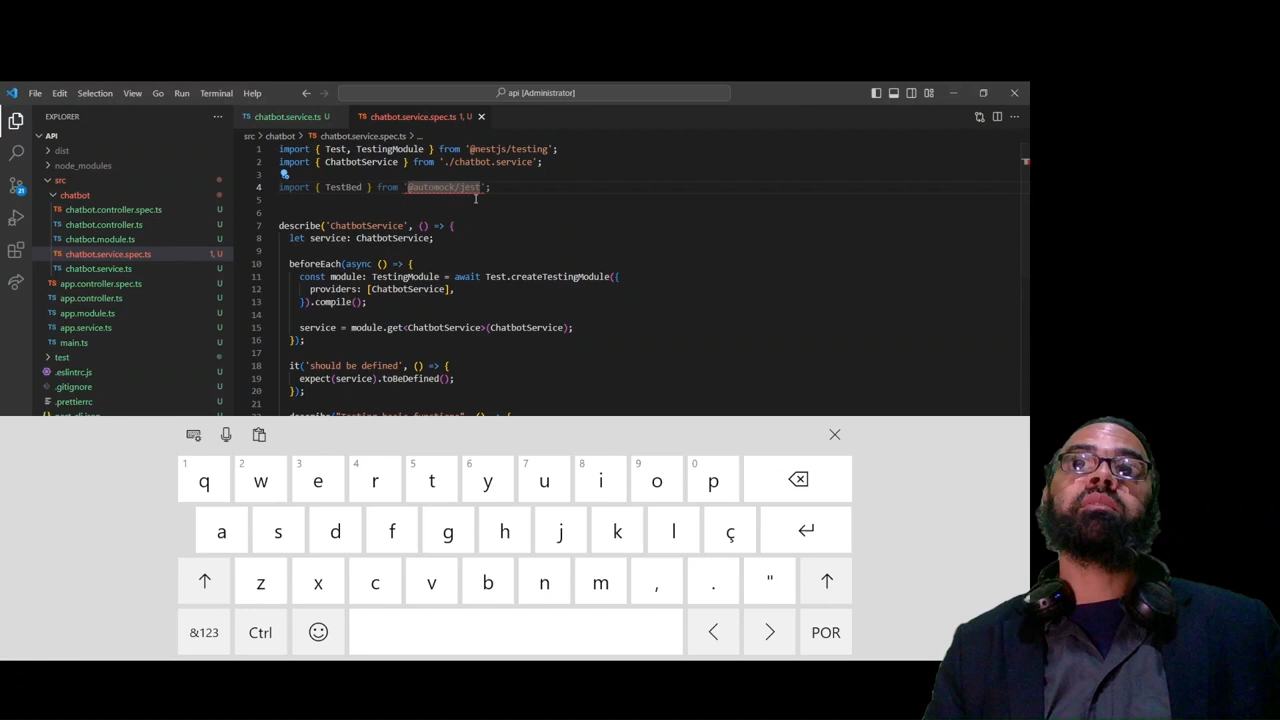 File Edit Selection View Go Run Terminal Help
api [Administrator]
EXPLORER
API
dist
node_modules
src
chatbot
chatbot.controller.spec.ts U
chatbot.controller.ts U
chatbot.module.ts U
chatbot.service.spec.ts 1, U
chatbot.service.ts U
app.controller.spec.ts U
app.controller.ts U
app.module.ts U
app.service.ts U
main.ts U
test
.eslintrc.js U
.gitignore U
.prettierrc U
21
chatbot.service.ts U
chatbot.service.spec.ts 1, U
src > chatbot > chatbot.service.spec.ts > ...
1 import { Test, TestingModule } from '@nestjs/testing';
2 import { ChatbotService } from './chatbot.service';
3
4 import { TestBed } from '@automock/jest';
5
6
7 describe('ChatbotService', () => {
8 let service: ChatbotService;
9
10 beforeEach(async () => {
11 const module: TestingModule = await Test.createTestingModule({
12 providers: [ChatbotService],
13 }).compile();
14
15 service = module.get<ChatbotService>(ChatbotService);
16 });
17
18 it('should be defined', () => {
19 expect(service).toBeDefined();
20 });
21
describe("Testing basic functions", () => {
1 2 3 4 5 6 7 8 9 0
q w e r t y u i o p
a s d f g h j k l ç
z x c v b n m , . "
&123 Ctrl < > POR